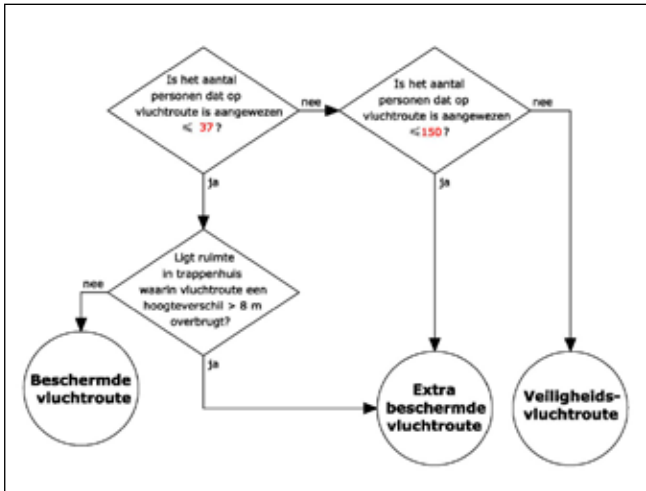 Is het aantal
personen dat op
vluchtroute is aangewezen
≤ 37?
nee
Is het aantal
personen dat op
vluchtroute is aangewezen
≤150?
nee
ja
ja
Ligt ruimte
in trappenhuis
waarin vluchtroute een
hoogteverschil > 8 m
overbrugt?
nee
ja
Beschermde
vluchtroute
Extra
beschermde
vluchtroute
Veiligheids-
vluchtroute